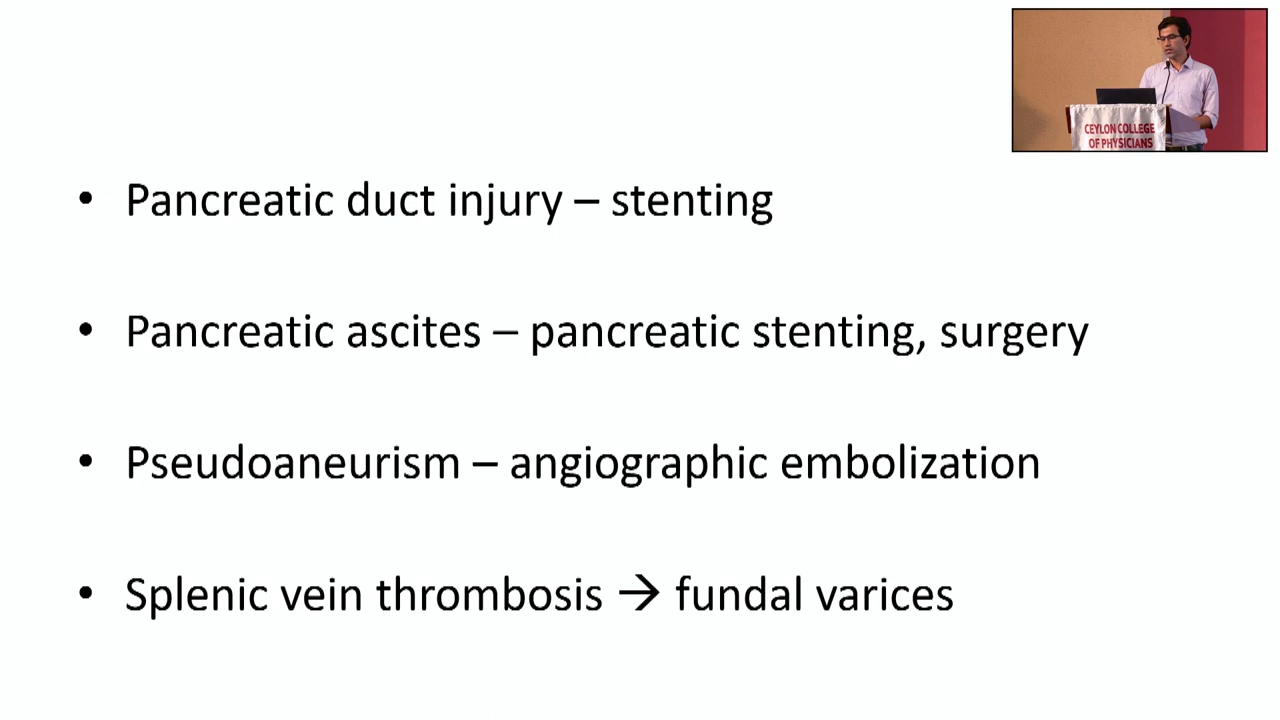 CEYLON COLLEGE
OF PHYSICIANS
• Pancreatic duct injury – stenting
• Pancreatic ascites – pancreatic stenting, surgery
• Pseudoaneurism – angiographic embolization
• Splenic vein thrombosis → fundal varices